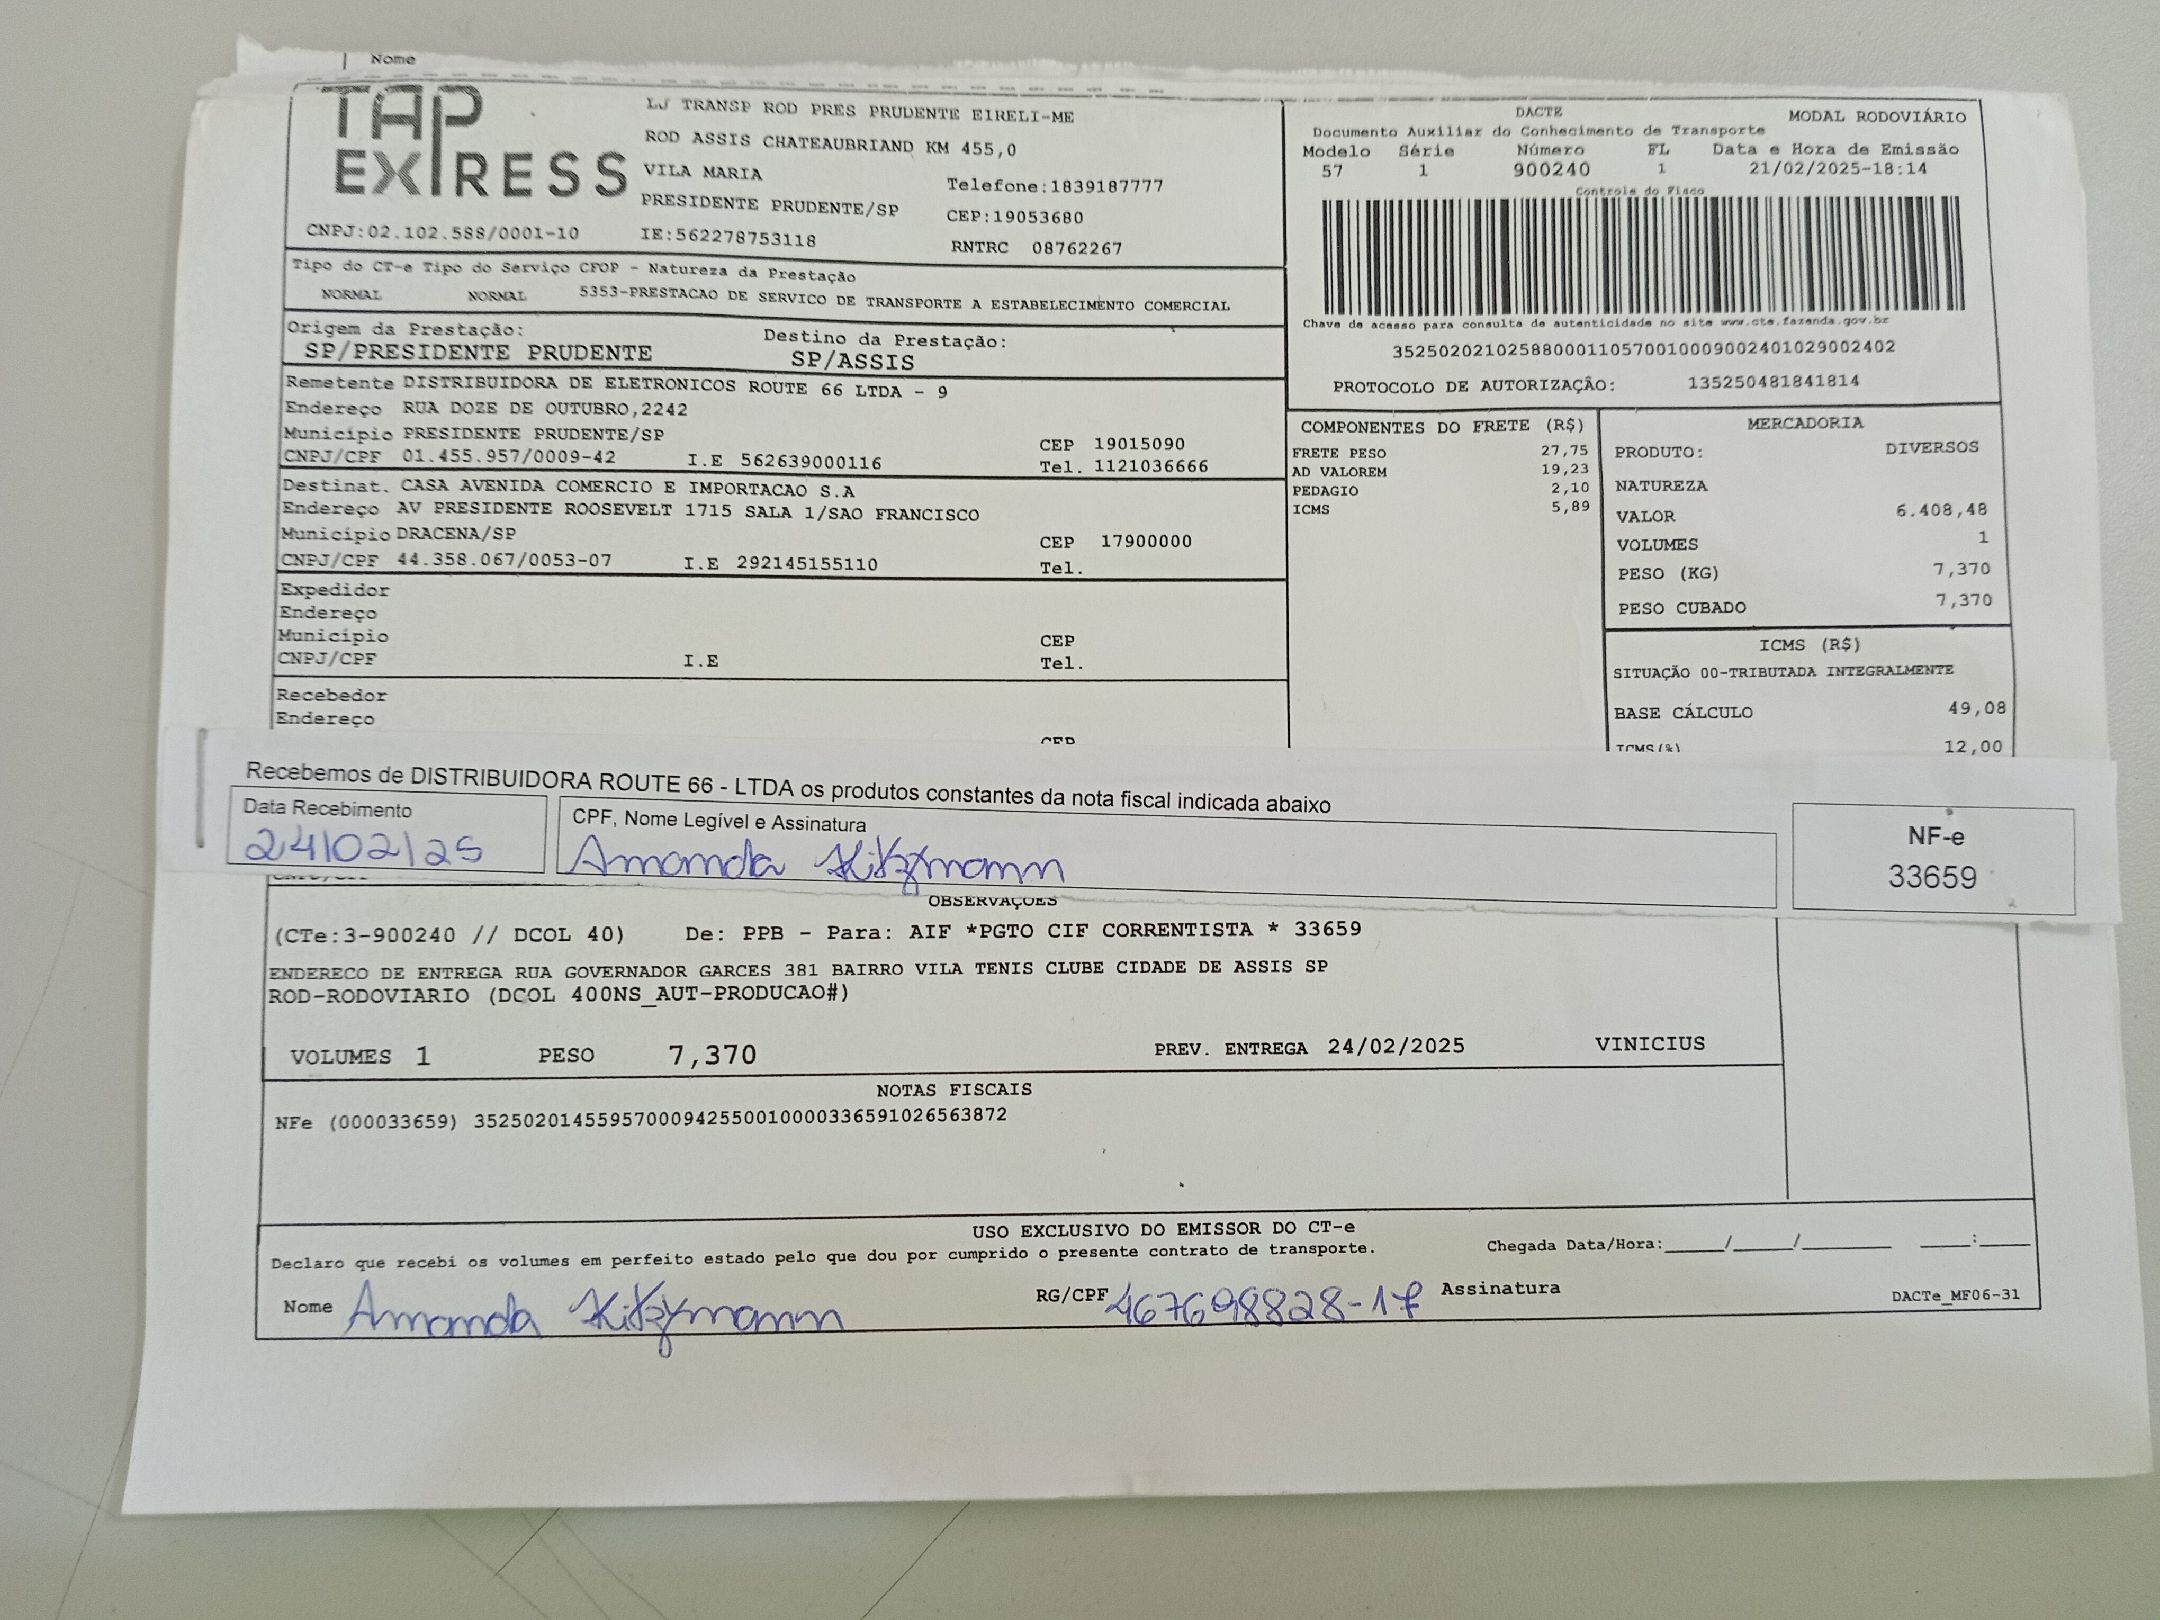 Nome
TAP EXPRESS
LJ TRANSP ROD PRES PRUDENTE EIRELI-ME
ROD ASSIS CHATEAUBRIAND KM 455,0
VILA MARIA
Telefone:1839187777
PRESIDENTE PRUDENTE/SP
CEP:19053680
CNPJ:02.102.588/0001-10 IE:562278753118 RNTRC 08762267
DACTE MODAL RODOVIÁRIO
Documento Auxiliar do Conhecimento de Transporte
Modelo Série Número FL Data e Hora de Emissão
57 1 900240 1 21/02/2025-18:14
Controle do Fisco
Chave de acesso para consulta de autenticidade no site www.cte.fazenda.gov.br
35250202102588000110570010009002401029002402
PROTOCOLO DE AUTORIZAÇÃO: 135250481841814
Tipo do CT-e Tipo do Serviço CFOP - Natureza da Prestação
NORMAL NORMAL 5353-PRESTACAO DE SERVICO DE TRANSPORTE A ESTABELECIMENTO COMERCIAL
Origem da Prestação: Destino da Prestação:
SP/PRESIDENTE PRUDENTE SP/ASSIS
Remetente DISTRIBUIDORA DE ELETRONICOS ROUTE 66 LTDA - 9
Endereço RUA DOZE DE OUTUBRO,2242
Município PRESIDENTE PRUDENTE/SP CEP 19015090
CNPJ/CPF 01.455.957/0009-42 I.E 562639000116 Tel. 1121036666
Destinat. CASA AVENIDA COMERCIO E IMPORTACAO S.A
Endereço AV PRESIDENTE ROOSEVELT 1715 SALA 1/SAO FRANCISCO
Município DRACENA/SP CEP 17900000
CNPJ/CPF 44.358.067/0053-07 I.E 292145155110 Tel.
Expedidor
Endereço
Município CEP
CNPJ/CPF I.E Tel.
Recebedor
Endereço
CEP
COMPONENTES DO FRETE (R$)
FRETE PESO 27,75
AD VALOREM 19,23
PEDAGIO 2,10
ICMS 5,89
MERCADORIA
PRODUTO: DIVERSOS
NATUREZA
VALOR 6.408,48
VOLUMES 1
PESO (KG) 7,370
PESO CUBADO 7,370
ICMS (R$)
SITUAÇÃO 00-TRIBUTADA INTEGRALMENTE
BASE CÁLCULO 49,08
ICMS(%) 12,00
Recebemos de DISTRIBUIDORA ROUTE 66 - LTDA os produtos constantes da nota fiscal indicada abaixo
Data Recebimento CPF, Nome Legível e Assinatura
24/02/25 Amanda Kitzmann
NF-e
33659
OBSERVAÇÕES
(CTe:3-900240 // DCOL 40) De: PPB - Para: AIF *PGTO CIF CORRENTISTA * 33659
ENDERECO DE ENTREGA RUA GOVERNADOR GARCES 381 BAIRRO VILA TENIS CLUBE CIDADE DE ASSIS SP
ROD-RODOVIARIO (DCOL 400NS_AUT-PRODUCAO#)
VOLUMES 1 PESO 7,370 PREV. ENTREGA 24/02/2025 VINICIUS
NOTAS FISCAIS
NFe (000033659) 35250201455957000942550010000336591026563872
USO EXCLUSIVO DO EMISSOR DO CT-e
Declaro que recebi os volumes em perfeito estado pelo que dou por cumprido o presente contrato de transporte. Chegada Data/Hora:_____/_____/_______ ____:____
Nome Amanda Kitzmann RG/CPF 467698828-17 Assinatura DACTe_MF06-31